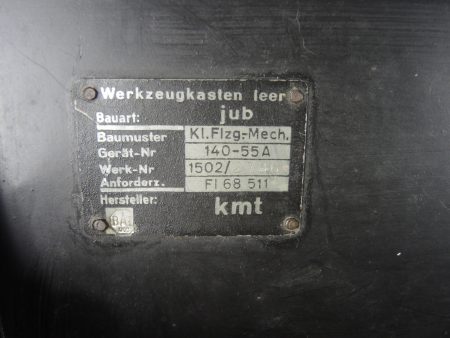 Werkzeugkasten leer
Bauart: jub
Baumuster Kl.Flzg-Mech.
Gerät-Nr 140-55A
Werk-Nr 1502/
Anforderz. Fl 68 511
Hersteller: kmt
BAL